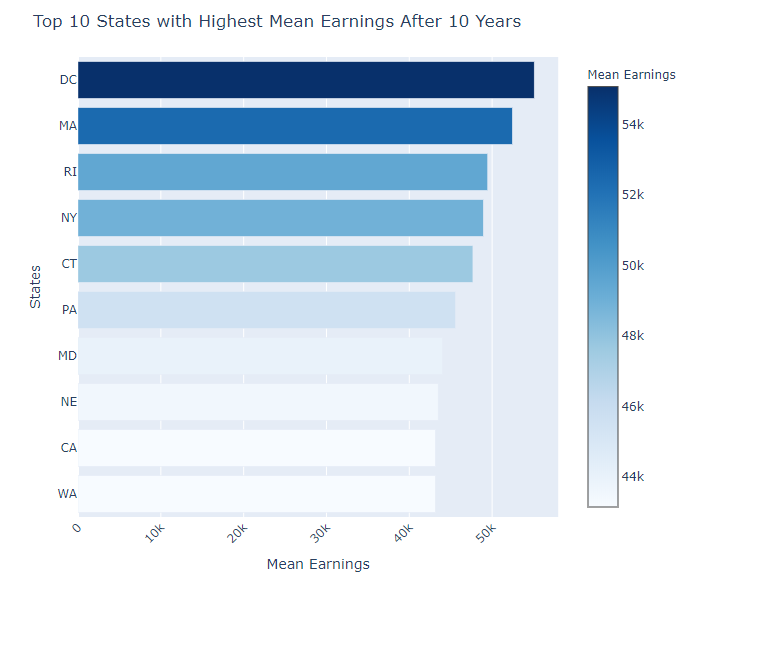 Top 10 States with Highest Mean Earnings After 10 Years
Mean Earnings
DC
MA
RI
NY
CT
PA
MD
NE
CA
WA
States
0
10k
20k
30k
40k
50k
Mean Earnings
54k
52k
50k
48k
46k
44k